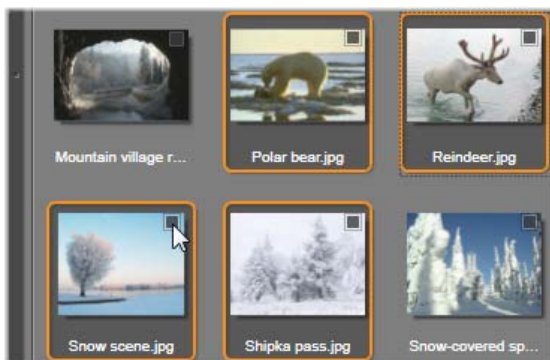 Mountain village r...
Polar bear.jpg
Reindeer.jpg
Snow scene.jpg
Shipka pass.jpg
Snow-covered sp...